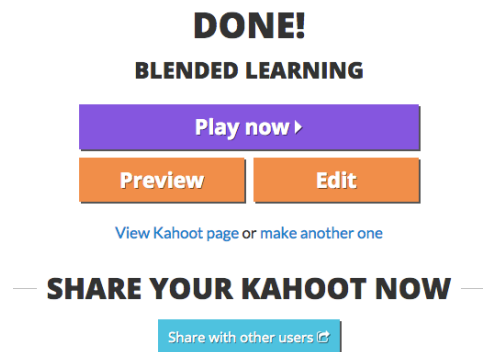 DONE!
BLENDED LEARNING
Play now
Preview
Edit
View Kahoot page or make another one
SHARE YOUR KAHOOT NOW
Share with other users